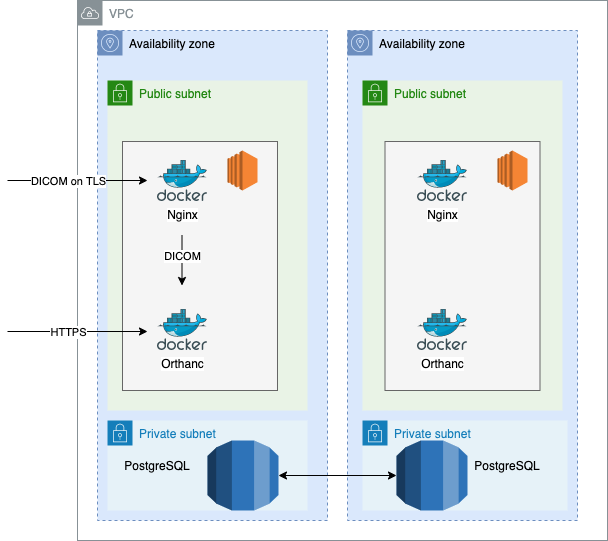 VPC
Availability zone
Availability zone
Public subnet
Public subnet
DICOM on TLS
docker
Nginx
docker
Nginx
DICOM
HTTPS
docker
Orthanc
docker
Orthanc
Private subnet
Private subnet
PostgreSQL
PostgreSQL